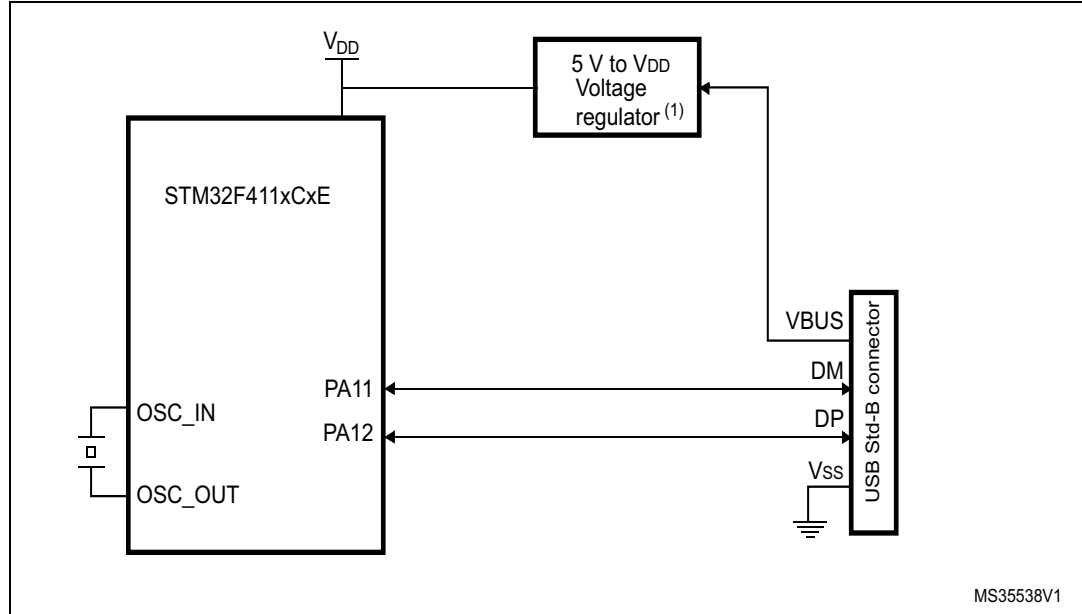 VDD
5 V to VDD
Voltage
regulator (1)
STM32F411xCxE
VBUS
DM
PA11
DP
OSC_IN
PA12
Vss
OSC_OUT
USB Std-B connector
MS35538V1